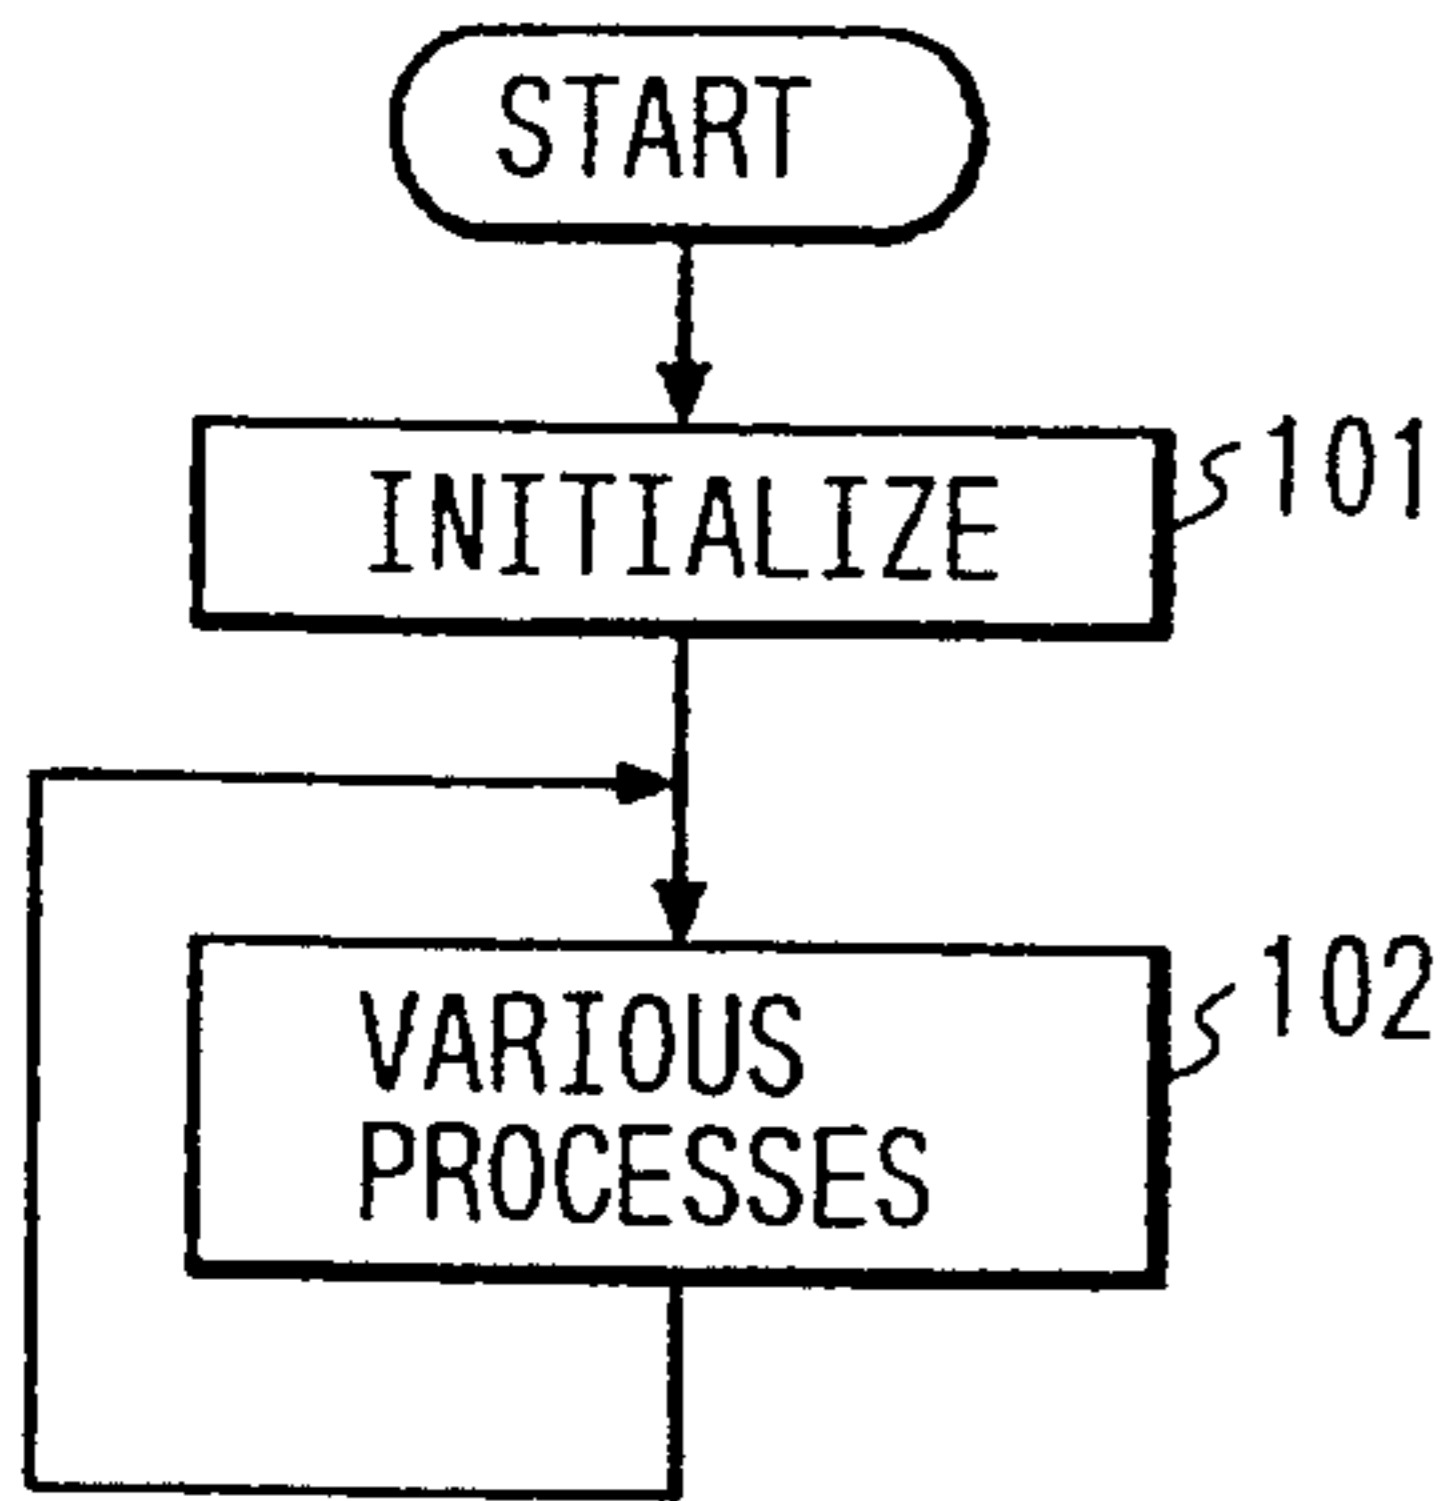 START
INITIALIZE
101
VARIOUS
PROCESSES
102